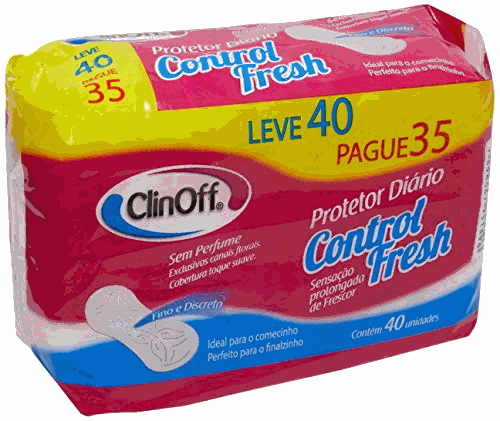 LEVE
40
PAGUE
35
Protetor Diário
Control
Fresh
Fino e Discreto
Ideal para o comecinho
Perfeito para o finalzinho
LEVE 40
PAGUE 35
ClinOff®
Sem Perfume
Exclusivos canais florais.
Cobertura toque suave.
Protetor Diário
Control
Fresh
Sensação
prolongada
de Frescor
Fino e Discreto
Ideal para o comecinho
Perfeito para o finalzinho
Contém 40 unidades